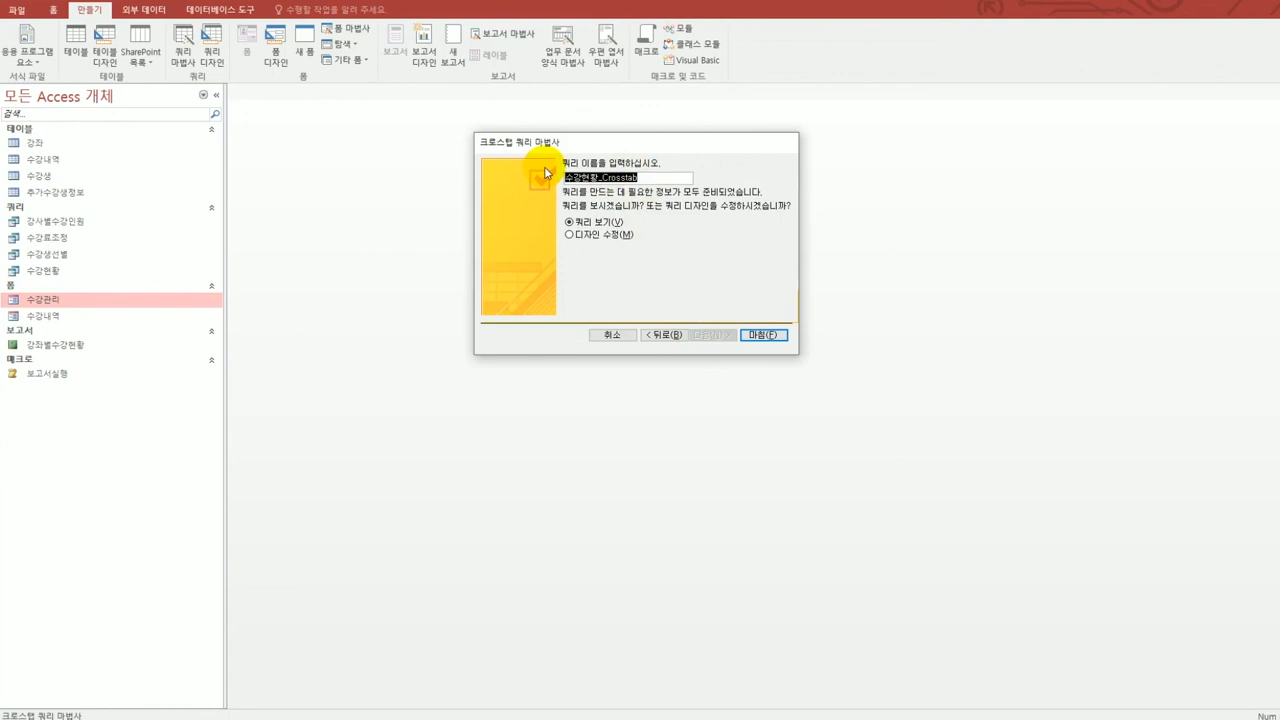 파일 홈 만들기 외부 데이터 데이터베이스 도구 수행할 작업을 알려 주세요.
응용 프로그램 요소 테이블 테이블 디자인 SharePoint 목록 쿼리 마법사 쿼리 디자인 폼 폼 디자인 새 폼 폼 마법사 탐색 기타 폼 보고서 보고서 디자인 새 보고서 보고서 마법사 레이블 업무 문서 양식 마법사 우편 엽서 마법사 매크로 모듈 클래스 모듈 Visual Basic
서식 파일 테이블 쿼리 폼 보고서 매크로 및 코드
모든 Access 개체 «
검색...
테이블
강좌
수강내역
수강생
추가수강생정보
쿼리
강사별수강인원
수강료조정
수강생선별
수강현황
폼
수강관리
수강내역
보고서
강좌별수강현황
매크로
보고서실행
크로스탭 쿼리 마법사
쿼리 이름을 입력하십시오.
수강현황_Crosstab
쿼리를 만드는 데 필요한 정보가 모두 준비되었습니다.
쿼리를 보시겠습니까? 또는 쿼리 디자인을 수정하시겠습니까?
쿼리 보기(V)
디자인 수정(M)
취소 < 뒤로(B) 다음(N) > 마침(F)
크로스탭 쿼리 마법사 Num